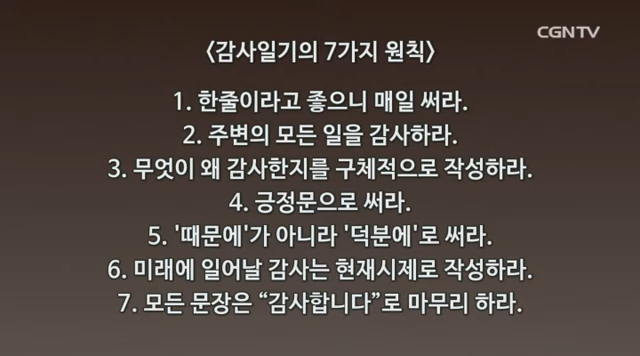 CGNTV
<감사일기의 7가지 원칙>
1. 한줄이라고 좋으니 매일 써라.
2. 주변의 모든 일을 감사하라.
3. 무엇이 왜 감사한지를 구체적으로 작성하라.
4. 긍정문으로 써라.
5. '때문에'가 아니라 '덕분에'로 써라.
6. 미래에 일어날 감사는 현재시제로 작성하라.
7. 모든 문장은 “감사합니다”로 마무리 하라.